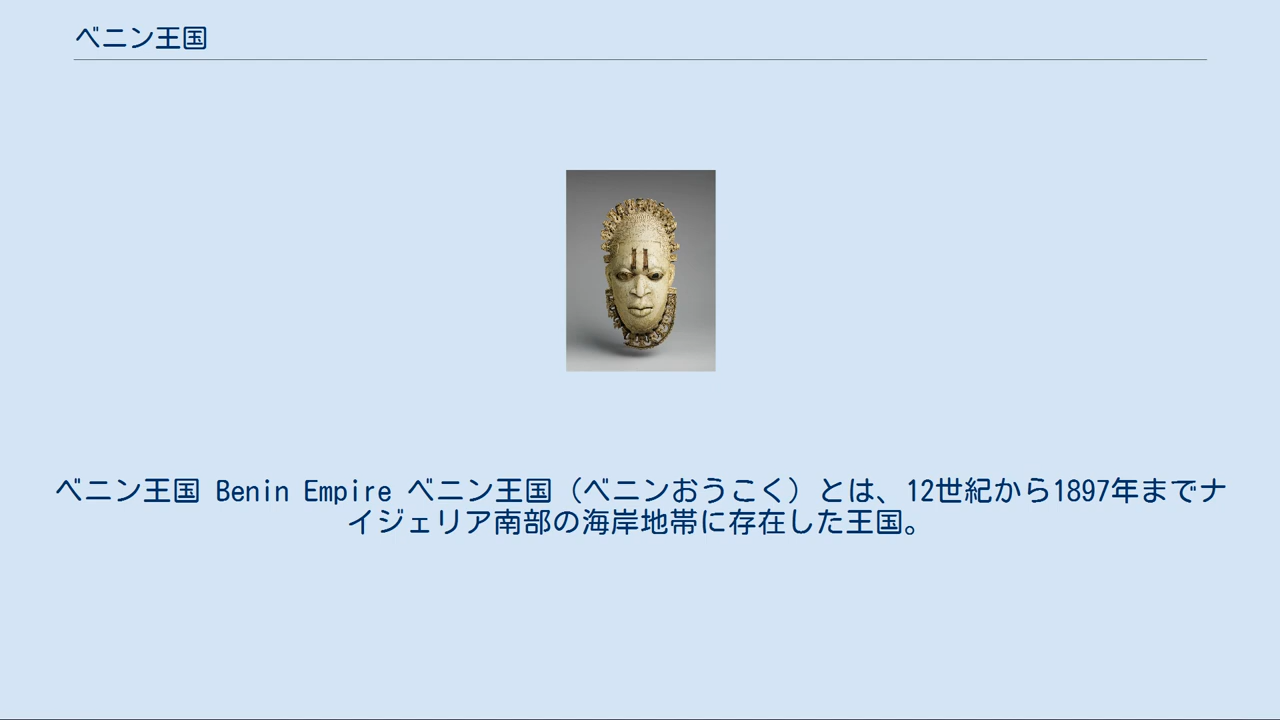 ベニン王国
ベニン王国 Benin Empire ベニン王国（ベニンおうこく）とは、12世紀から1897年までナ
イジェリア南部の海岸地帯に存在した王国。